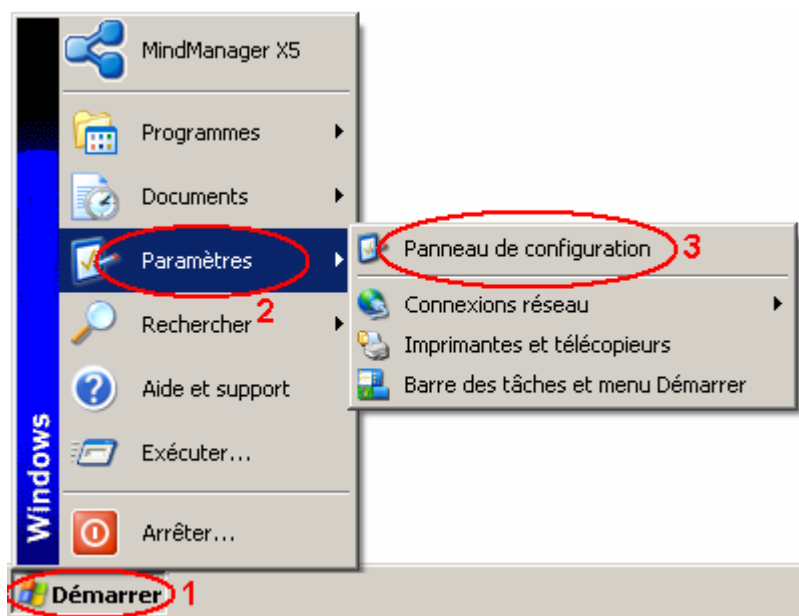 MindManager X5
Programmes
Documents
Paramètres
2
Rechercher
Aide et support
Exécuter...
Arrêter...
Windows
Panneau de configuration 3
Connexions réseau
Imprimantes et télécopieurs
Barre des tâches et menu Démarrer
Démarrer 1